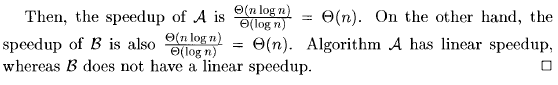 Then, the speedup of 𝒜 is Θ(n log n)/Θ(log n) = Θ(n). On the other hand, the
speedup of ℬ is also Θ(n log n)/Θ(log n) = Θ(n). Algorithm 𝒜 has linear speedup,
whereas ℬ does not have a linear speedup. □